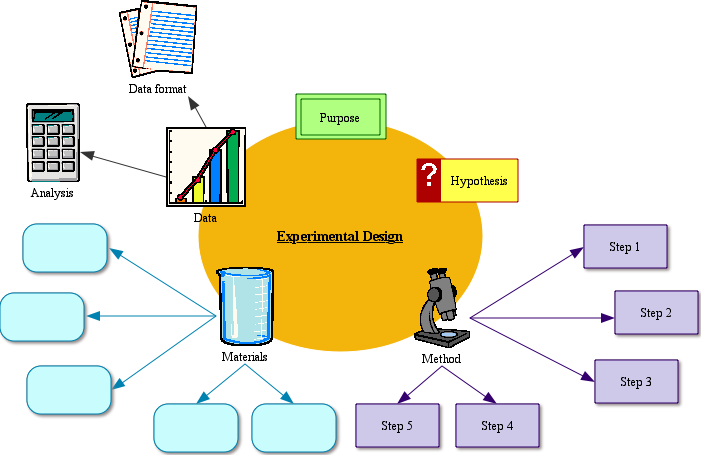 Data format
Purpose
Analysis
?
Hypothesis
Data
Experimental Design
Step 1
Step 2
Materials
Method
Step 3
Step 5
Step 4